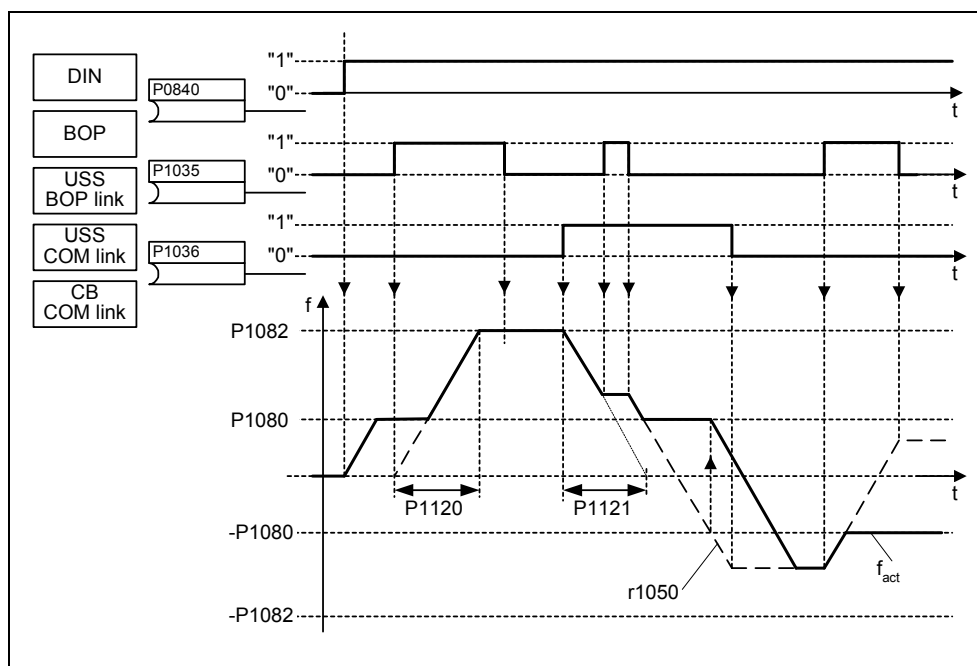 DIN
BOP
USS
BOP link
USS
COM link
CB
COM link
P0840
P1035
P1036
"1"
"0"
t
"1"
"0"
t
"1"
"0"
t
f
P1082
P1080
-P1080
-P1082
t
P1120
P1121
r1050
fact